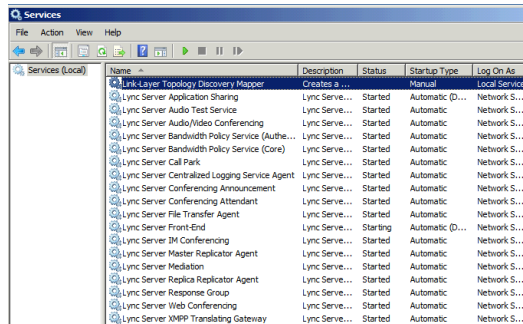 Services
File Action View Help
Services (Local)
Name Description Status Startup Type Log On As
Link-Layer Topology Discovery Mapper Creates a ... Manual Local Service
Lync Server Application Sharing Lync Serve... Started Automatic (D... Network S...
Lync Server Audio Test Service Lync Serve... Started Automatic Network S...
Lync Server Audio/Video Conferencing Lync Serve... Started Automatic Network S...
Lync Server Bandwidth Policy Service (Authe... Lync Serve... Started Automatic Network S...
Lync Server Bandwidth Policy Service (Core) Lync Serve... Started Automatic Network S...
Lync Server Call Park Lync Serve... Started Automatic Network S...
Lync Server Centralized Logging Service Agent Lync Serve... Started Automatic Network S...
Lync Server Conferencing Announcement Lync Serve... Started Automatic Network S...
Lync Server Conferencing Attendant Lync Serve... Started Automatic Network S...
Lync Server File Transfer Agent Lync Serve... Started Automatic Network S...
Lync Server Front-End Lync Serve... Starting Automatic (D... Network S...
Lync Server IM Conferencing Lync Serve... Started Automatic Network S...
Lync Server Master Replicator Agent Lync Serve... Started Automatic Network S...
Lync Server Mediation Lync Serve... Started Automatic Network S...
Lync Server Replica Replicator Agent Lync Serve... Started Automatic Network S...
Lync Server Response Group Lync Serve... Started Automatic Network S...
Lync Server Web Conferencing Lync Serve... Started Automatic Network S...
Lync Server XMPP Translating Gateway Lync Serve... Started Automatic Network S...